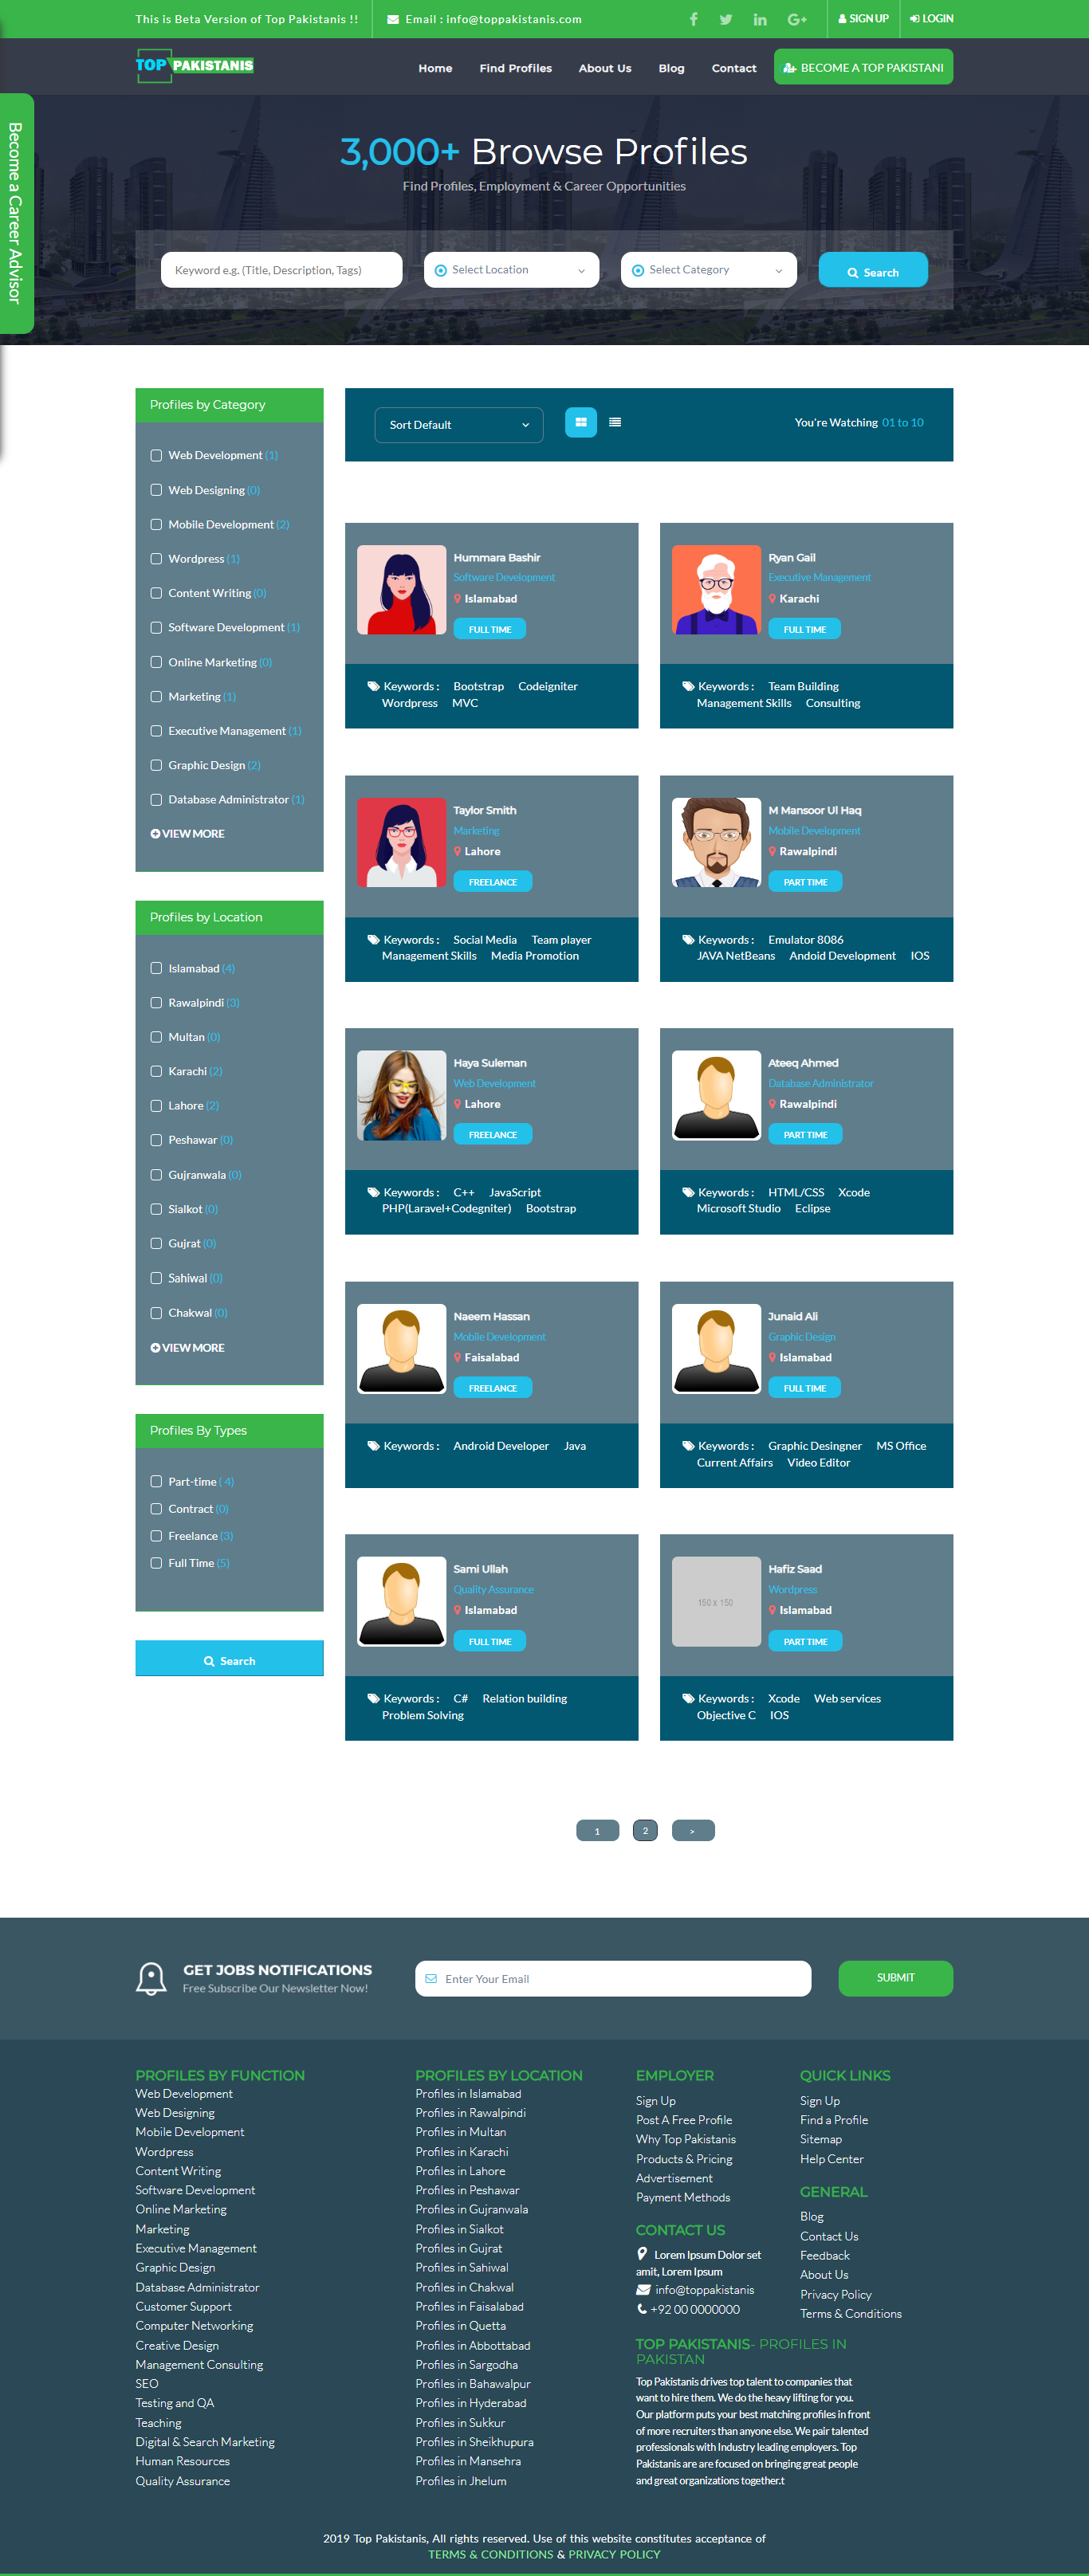 This is Beta Version of Top Pakistanis !!
Email : info@toppakistanis.com
SIGN UP
LOGIN
TOP PAKISTANIS
Home
Find Profiles
About Us
Blog
Contact
BECOME A TOP PAKISTANI
Become a Career Advisor
3,000+ Browse Profiles
Find Profiles, Employment & Career Opportunities
Keyword e.g. (Title, Description, Tags)
Select Location
Select Category
Search
Profiles by Category
Web Development (1)
Web Designing (0)
Mobile Development (2)
Wordpress (1)
Content Writing (0)
Software Development (1)
Online Marketing (0)
Marketing (1)
Executive Management (1)
Graphic Design (2)
Database Administrator (1)
VIEW MORE
Profiles by Location
Islamabad (4)
Rawalpindi (3)
Multan (0)
Karachi (2)
Lahore (2)
Peshawar (0)
Gujranwala (0)
Sialkot (0)
Gujrat (0)
Sahiwal (0)
Chakwal (0)
VIEW MORE
Profiles By Types
Part-time ( 4)
Contract (0)
Freelance (3)
Full Time (5)
Search
Sort Default
You're Watching 01 to 10
Hummara Bashir
Software Development
Islamabad
FULL TIME
Keywords : Bootstrap Codeigniter
Wordpress MVC
Ryan Gail
Executive Management
Karachi
FULL TIME
Keywords : Team Building
Management Skills Consulting
Taylor Smith
Marketing
Lahore
FREELANCE
Keywords : Social Media Team player
Management Skills Media Promotion
M Mansoor Ul Haq
Mobile Development
Rawalpindi
PART TIME
Keywords : Emulator 8086
JAVA NetBeans Andoid Development IOS
Haya Suleman
Web Development
Lahore
FREELANCE
Keywords : C++ JavaScript
PHP(Laravel+Codegniter) Bootstrap
Ateeq Ahmed
Database Administrator
Rawalpindi
PART TIME
Keywords : HTML/CSS Xcode
Microsoft Studio Eclipse
Naeem Hassan
Mobile Development
Faisalabad
FREELANCE
Keywords : Android Developer Java
Junaid Ali
Graphic Design
Islamabad
FULL TIME
Keywords : Graphic Desingner MS Office
Current Affairs Video Editor
Sami Ullah
Quality Assurance
Islamabad
FULL TIME
Keywords : C# Relation building
Problem Solving
150 x 150
Hafiz Saad
Wordpress
Islamabad
PART TIME
Keywords : Xcode Web services
Objective C IOS
1
2
>
GET JOBS NOTIFICATIONS
Free Subscribe Our Newsletter Now!
Enter Your Email
SUBMIT
PROFILES BY FUNCTION
Web Development
Web Designing
Mobile Development
Wordpress
Content Writing
Software Development
Online Marketing
Marketing
Executive Management
Graphic Design
Database Administrator
Customer Support
Computer Networking
Creative Design
Management Consulting
SEO
Testing and QA
Teaching
Digital & Search Marketing
Human Resources
Quality Assurance
PROFILES BY LOCATION
Profiles in Islamabad
Profiles in Rawalpindi
Profiles in Multan
Profiles in Karachi
Profiles in Lahore
Profiles in Peshawar
Profiles in Gujranwala
Profiles in Sialkot
Profiles in Gujrat
Profiles in Sahiwal
Profiles in Chakwal
Profiles in Faisalabad
Profiles in Quetta
Profiles in Abbottabad
Profiles in Sargodha
Profiles in Bahawalpur
Profiles in Hyderabad
Profiles in Sukkur
Profiles in Sheikhupura
Profiles in Mansehra
Profiles in Jhelum
EMPLOYER
Sign Up
Post A Free Profile
Why Top Pakistanis
Products & Pricing
Advertisement
Payment Methods
CONTACT US
Lorem Ipsum Dolor set
amit, Lorem Ipsum
info@toppakistanis
+92 00 0000000
QUICK LINKS
Sign Up
Find a Profile
Sitemap
Help Center
GENERAL
Blog
Contact Us
Feedback
About Us
Privacy Policy
Terms & Conditions
TOP PAKISTANIS- PROFILES IN
PAKISTAN
Top Pakistanis drives top talent to companies that
want to hire them. We do the heavy lifting for you.
Our platform puts your best matching profiles in front
of more recruiters than anyone else. We pair talented
professionals with Industry leading employers. Top
Pakistanis are are focused on bringing great people
and great organizations together.t
2019 Top Pakistanis, All rights reserved. Use of this website constitutes acceptance of
TERMS & CONDITIONS & PRIVACY POLICY